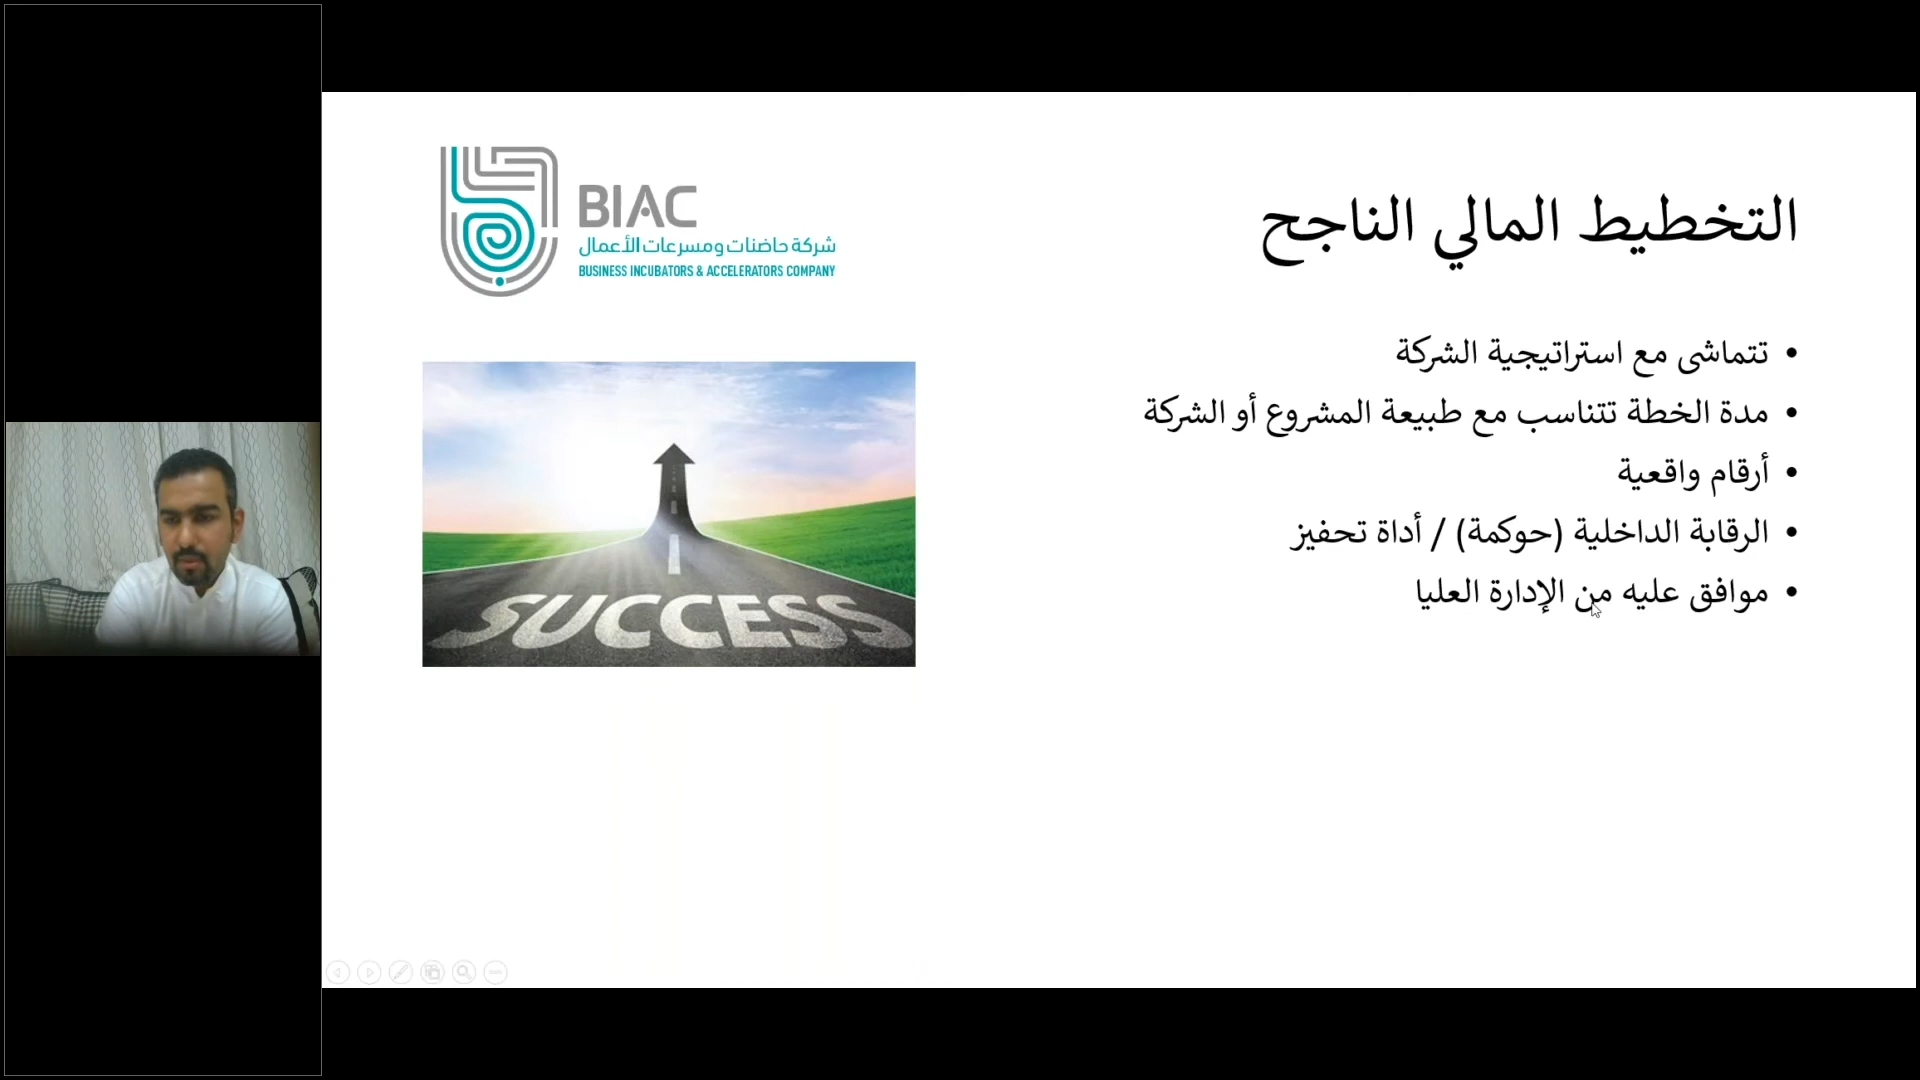 BIAC
شركة حاضنات ومسرعات الأعمال
BUSINESS INCUBATORS & ACCELERATORS COMPANY
التخطيط المالي الناجح
• تتماشى مع استراتيجية الشركة
• مدة الخطة تتناسب مع طبيعة المشروع أو الشركة
• أرقام واقعية
• الرقابة الداخلية (حوكمة) / أداة تحفيز
• موافق عليه من الإدارة العليا
SUCCESS